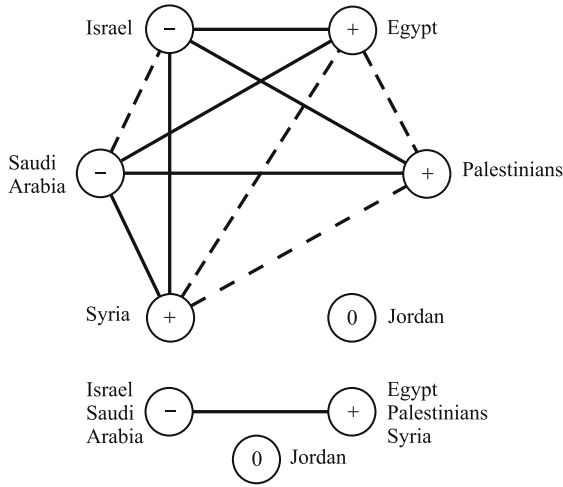 Israel − + Egypt
Saudi
Arabia − + Palestinians
Syria + 0 Jordan
Israel
Saudi
Arabia − + Egypt
Palestinians
Syria
0 Jordan